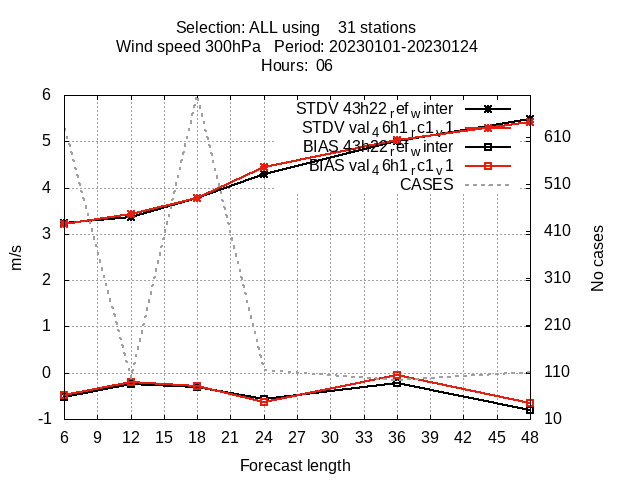 Selection: ALL using 31 stations
Wind speed 300hPa Period: 20230101-20230124
Hours: 06
STDV 43h22_ref_winter
STDV val_46h1_rc1_v1
BIAS 43h22_ref_winter
BIAS val_46h1_rc1_v1
CASES
6
5
4
3
2
1
0
-1
m/s
610
510
410
310
210
110
10
No cases
6 9 12 15 18 21 24 27 30 33 36 39 42 45 48
Forecast length